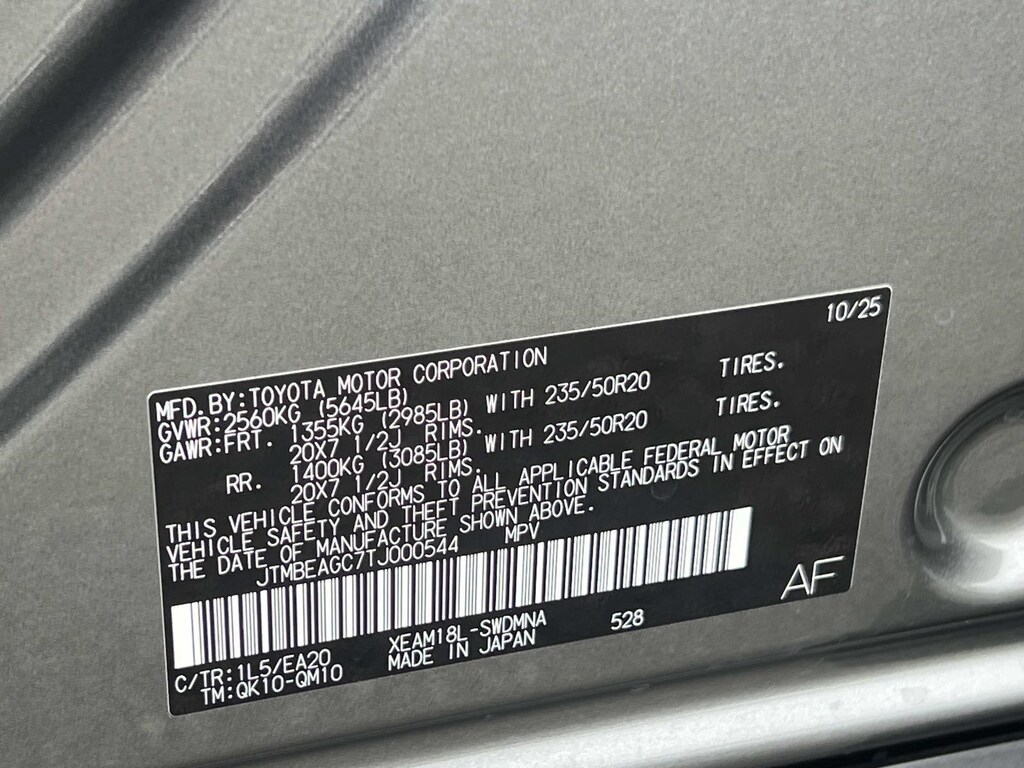 10/25
MFD.BY:TOYOTA MOTOR CORPORATION
GVWR:2560KG (5645LB)
GAWR:FRT. 1355KG (2985LB) WITH 235/50R20 TIRES.
20X7 1/2J RIMS.
RR. 1400KG (3085LB) WITH 235/50R20 TIRES.
20X7 1/2J RIMS.
THIS VEHICLE CONFORMS TO ALL APPLICABLE FEDERAL MOTOR
VEHICLE SAFETY AND THEFT PREVENTION STANDARDS IN EFFECT ON
THE DATE OF MANUFACTURE SHOWN ABOVE.
JTMBEAGC7TJ000544 MPV
AF
XEAM18L-SWDMNA 528
C/TR:1L5/EA20 MADE IN JAPAN
TM:QK10-QM10